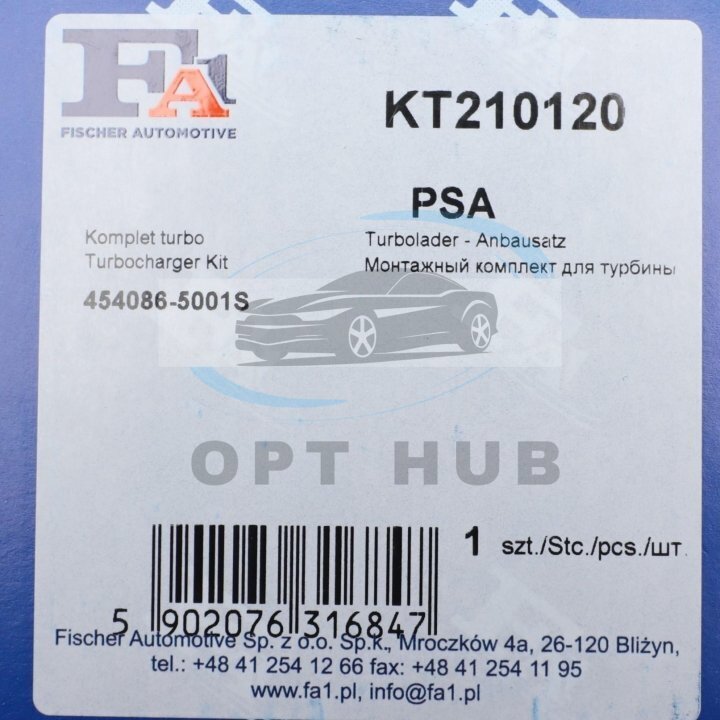 FA1
FISCHER AUTOMOTIVE
KT210120
PSA
Komplet turbo
Turbocharger Kit
454086-5001S
Turbolader - Anbausatz
Монтажный комплект для турбины
OPT HUB
1 szt./Stc./pcs./шт.
5 902076 316847
Fischer Automotive Sp. z o.o. Sp.k., Mroczków 4a, 26-120 Bliżyn,
tel.: +48 41 254 12 66 fax: +48 41 254 11 95
www.fa1.pl, info@fa1.pl